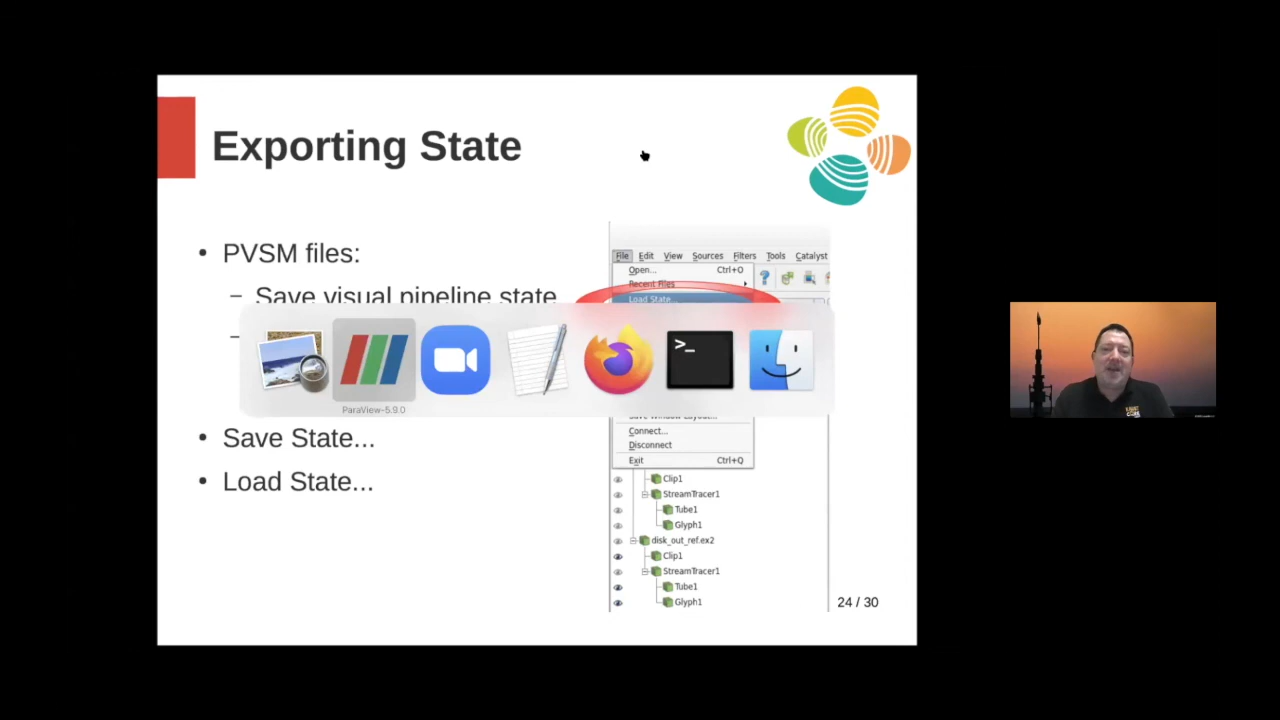 Exporting State
• PVSM files:
– Save visual pipeline state
–
• Save State...
• Load State...
File Edit View Sources Filters Tools Catalyst
Open... Ctrl+O
Recent Files
Load State...
ParaView-5.9.0
Connect...
Disconnect
Exit Ctrl+Q
Clip1
StreamTracer1
Tube1
Glyph1
disk_out_ref.ex2
Clip1
StreamTracer1
Tube1
Glyph1
24 / 30